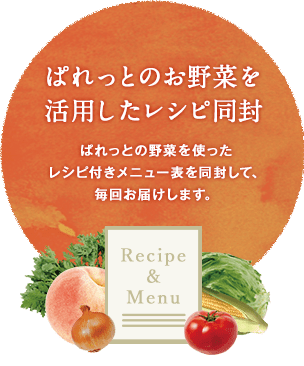 ぱれっとのお野菜を
活用したレシピ同封
ぱれっとの野菜を使った
レシピ付きメニュー表を同封して、
毎回お届けします。
Recipe
&
Menu